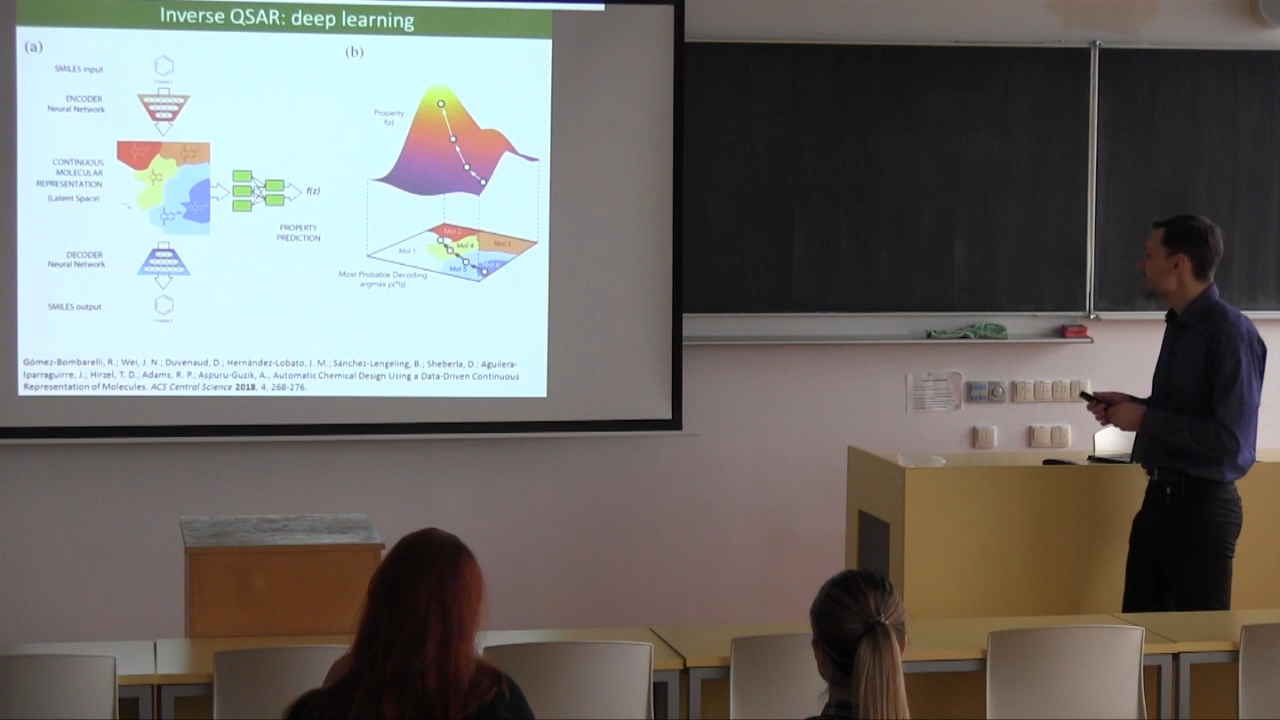 Inverse QSAR: deep learning
(a)
SMILES input
ENCODER
Neural Network
CONTINUOUS
MOLECULAR
REPRESENTATION
(Latent Space)
f(z)
PROPERTY
PREDICTION
DECODER
Neural Network
SMILES output
(b)
Property
f(z)
Mol 1
Mol 2
Mol 3
Mol 4
Mol 5
Most Probable Decoding
argmax p(*|z)
Gómez-Bombarelli, R.; Wei, J. N.; Duvenaud, D.; Hernández-Lobato, J. M.; Sánchez-Lengeling, B.; Sheberla, D.; Aguilera-
Iparraguirre, J.; Hirzel, T. D.; Adams, R. P.; Aspuru-Guzik, A., Automatic Chemical Design Using a Data-Driven Continuous
Representation of Molecules. ACS Central Science 2018, 4, 268-276.